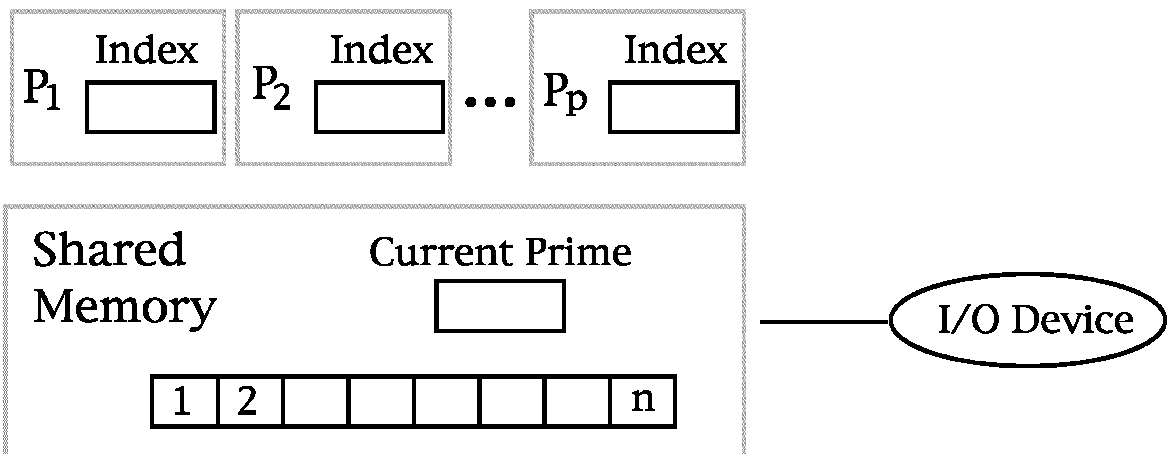 Index Index Index
P1 P2 ... Pp
Shared Current Prime
Memory
I/O Device
1 2 n